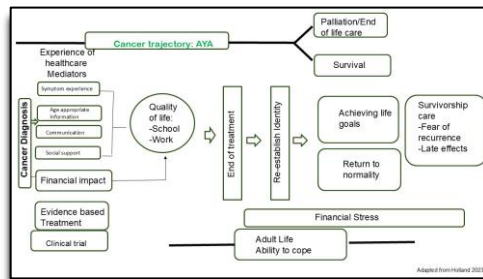 Cancer trajectory: AYA
Palliation/End
of life care
Survival
Experience of
healthcare
Mediators
Cancer Diagnosis
Symptom experience
Age appropriate
information
Communication
Social support
Financial impact
Quality
of life:
-School
-Work
End of treatment
Re-establish Identity
Achieving life
goals
Return to
normality
Survivorship
care
-Fear of
recurrence
-Late effects
Evidence based
Treatment
Clinical trial
Financial Stress
Adult Life
Ability to cope
Adapted from Holland 2021